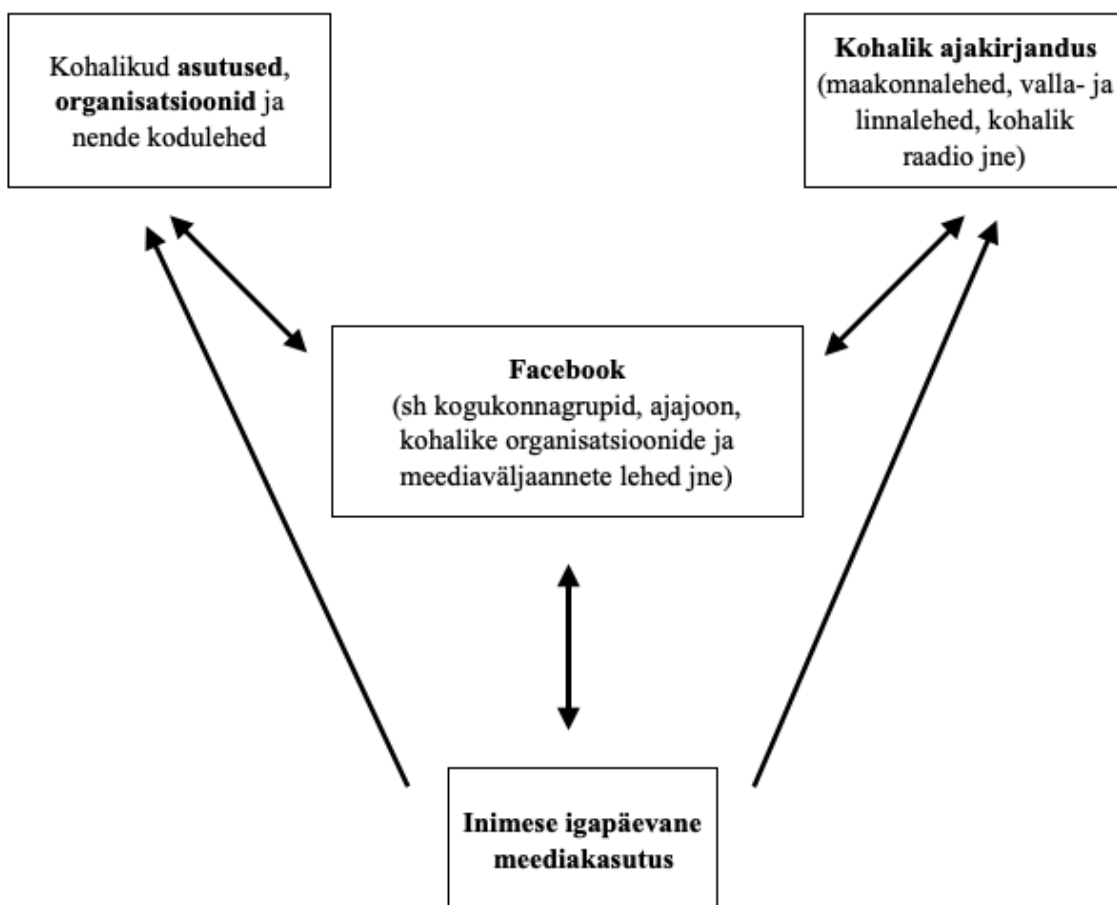 Kohalikud asutused,
organisatsioonid ja
nende kodulehed
Kohalik ajakirjandus
(maakonnalehed, valla- ja
linnalehed, kohalik
raadio jne)
Facebook
(sh kogukonnagrupid, ajajoon,
kohalike organisatsioonide ja
meediaväljaannete lehed jne)
Inimese igapäevane
meediakasutus